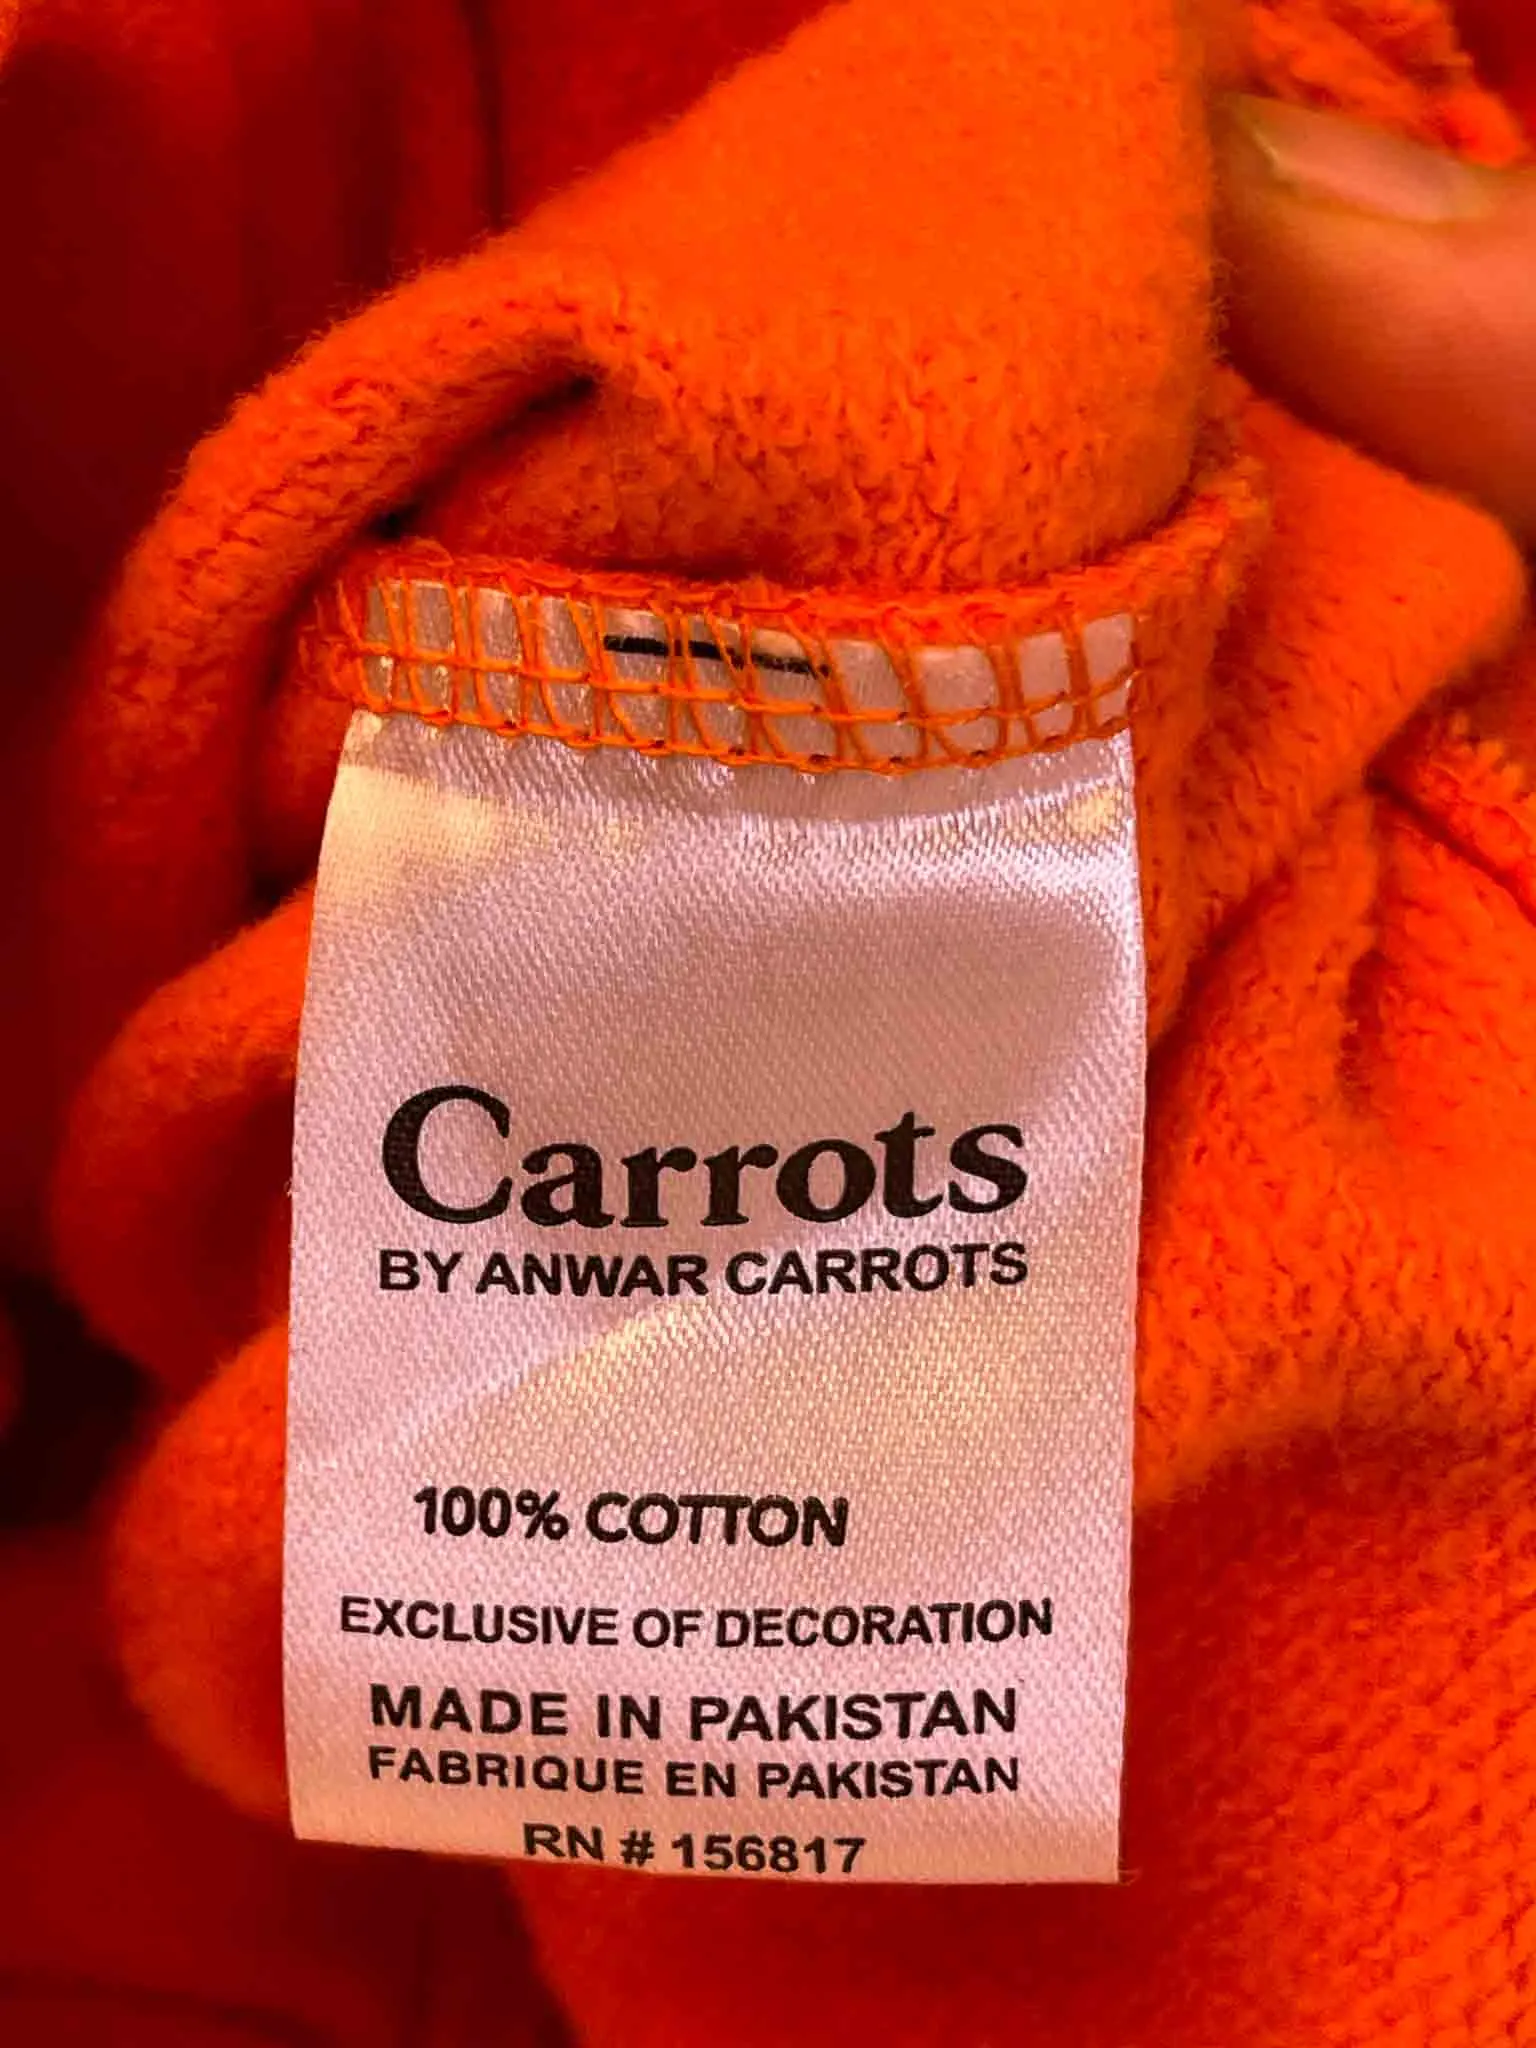 Carrots
BY ANWAR CARROTS
100% COTTON
EXCLUSIVE OF DECORATION
MADE IN PAKISTAN
FABRIQUE EN PAKISTAN
RN # 156817